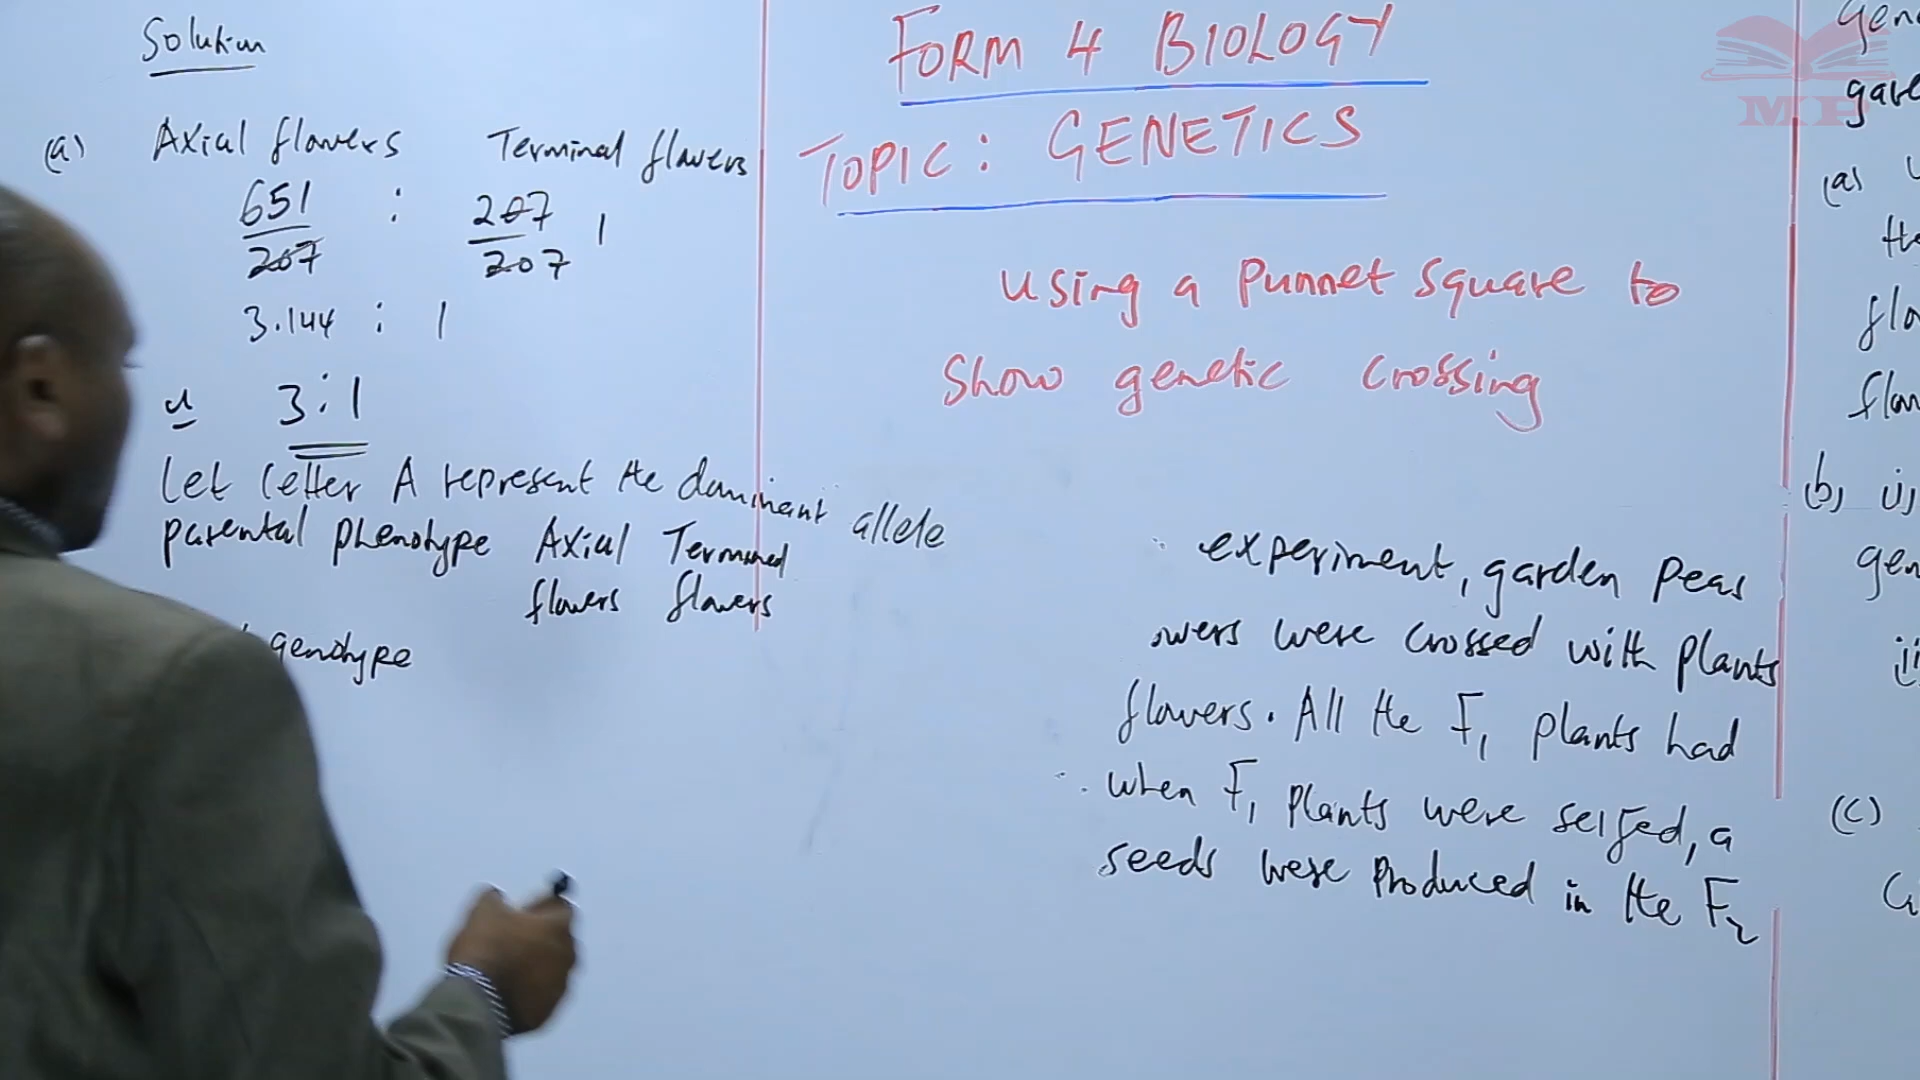 Solution
(a) Axial flowers Terminal flowers
651 : 207 1
207 207
3.144 : 1
3:1
Let letter A represent the dominant allele
parental phenotype Axial Terminal
flowers flowers
genotype
FORM 4 BIOLOGY
TOPIC: GENETICS
using a punnet square to
show genetic crossing
experiment, garden peas
were crossed with plants
flowers. All the F1 plants had
when F1 plants were selfed, a
seeds were produced in the F2
(a)
(b) i)
(c)
MP